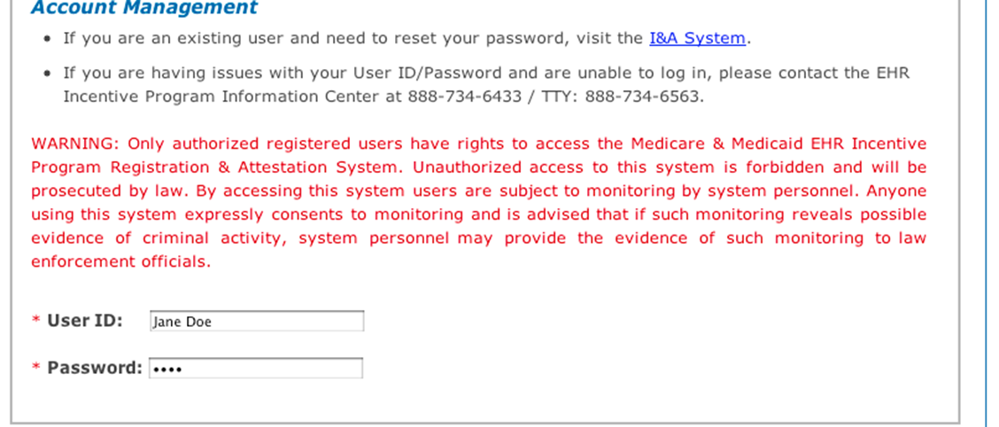 Account Management
• If you are an existing user and need to reset your password, visit the I&A System.
• If you are having issues with your User ID/Password and are unable to log in, please contact the EHR
Incentive Program Information Center at 888-734-6433 / TTY: 888-734-6563.
WARNING: Only authorized registered users have rights to access the Medicare & Medicaid EHR Incentive
Program Registration & Attestation System. Unauthorized access to this system is forbidden and will be
prosecuted by law. By accessing this system users are subject to monitoring by system personnel. Anyone
using this system expressly consents to monitoring and is advised that if such monitoring reveals possible
evidence of criminal activity, system personnel may provide the evidence of such monitoring to law
enforcement officials.
* User ID: Jane Doe
* Password: ••••